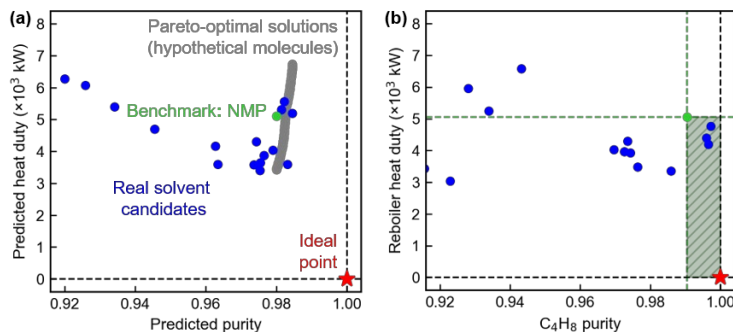 (a)
Pareto-optimal solutions
(hypothetical molecules)
Benchmark: NMP
Real solvent
candidates
Ideal
point
Predicted heat duty (×10³ kW)
8
7
6
5
4
3
2
1
0
0.92 0.94 0.96 0.98 1.00
Predicted purity
(b)
Reboiler heat duty (×10³ kW)
8
7
6
5
4
3
2
1
0
0.92 0.94 0.96 0.98 1.00
C₄H₈ purity